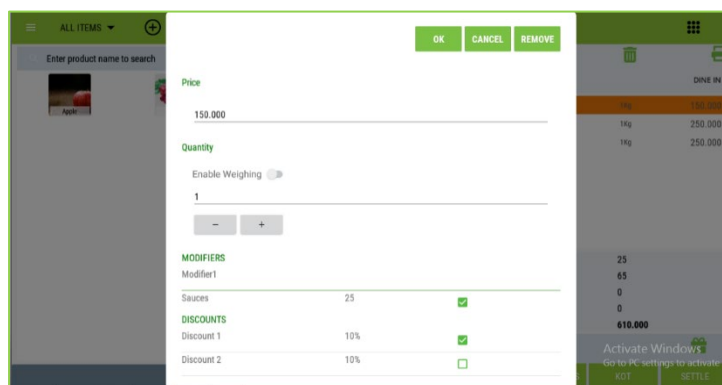 ALL ITEMS
OK CANCEL REMOVE
Enter product name to search
DINE IN
Apple
Price
150.000
1Kg 150.000
1Kg 250.000
1Kg 250.000
Quantity
Enable Weighing
1
− +
MODIFIERS
Modifier1
Sauces 25
DISCOUNTS
Discount 1 10%
Discount 2 10%
25
65
0
0
610.000
Activate Windows
Go to PC settings to activate
KOT SETTLE